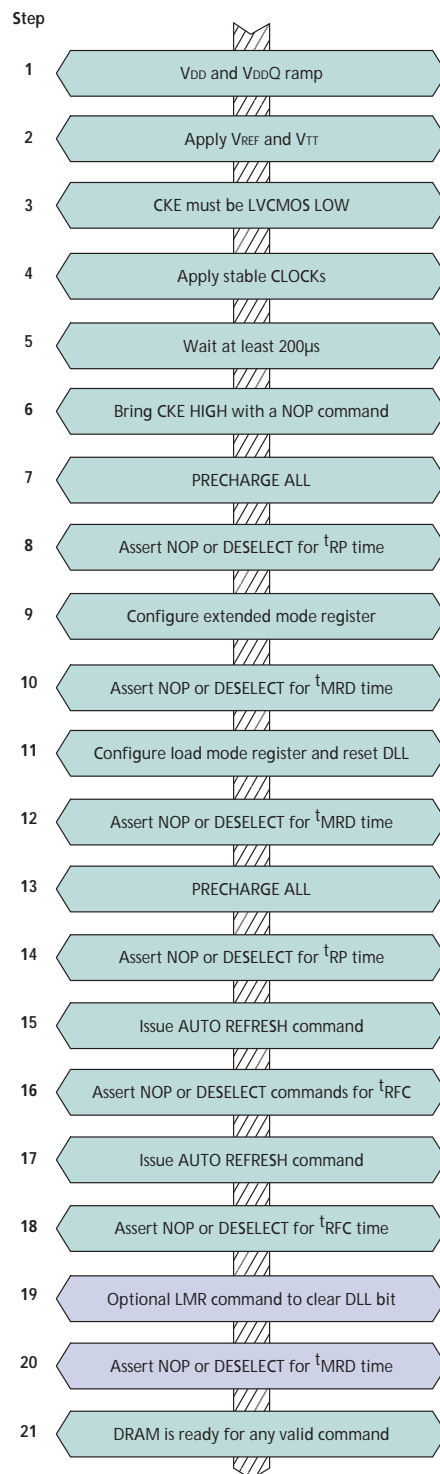 Step
1 VDD and VDDQ ramp
2 Apply VREF and VTT
3 CKE must be LVCMOS LOW
4 Apply stable CLOCKs
5 Wait at least 200µs
6 Bring CKE HIGH with a NOP command
7 PRECHARGE ALL
8 Assert NOP or DESELECT for tRP time
9 Configure extended mode register
10 Assert NOP or DESELECT for tMRD time
11 Configure load mode register and reset DLL
12 Assert NOP or DESELECT for tMRD time
13 PRECHARGE ALL
14 Assert NOP or DESELECT for tRP time
15 Issue AUTO REFRESH command
16 Assert NOP or DESELECT commands for tRFC
17 Issue AUTO REFRESH command
18 Assert NOP or DESELECT for tRFC time
19 Optional LMR command to clear DLL bit
20 Assert NOP or DESELECT for tMRD time
21 DRAM is ready for any valid command